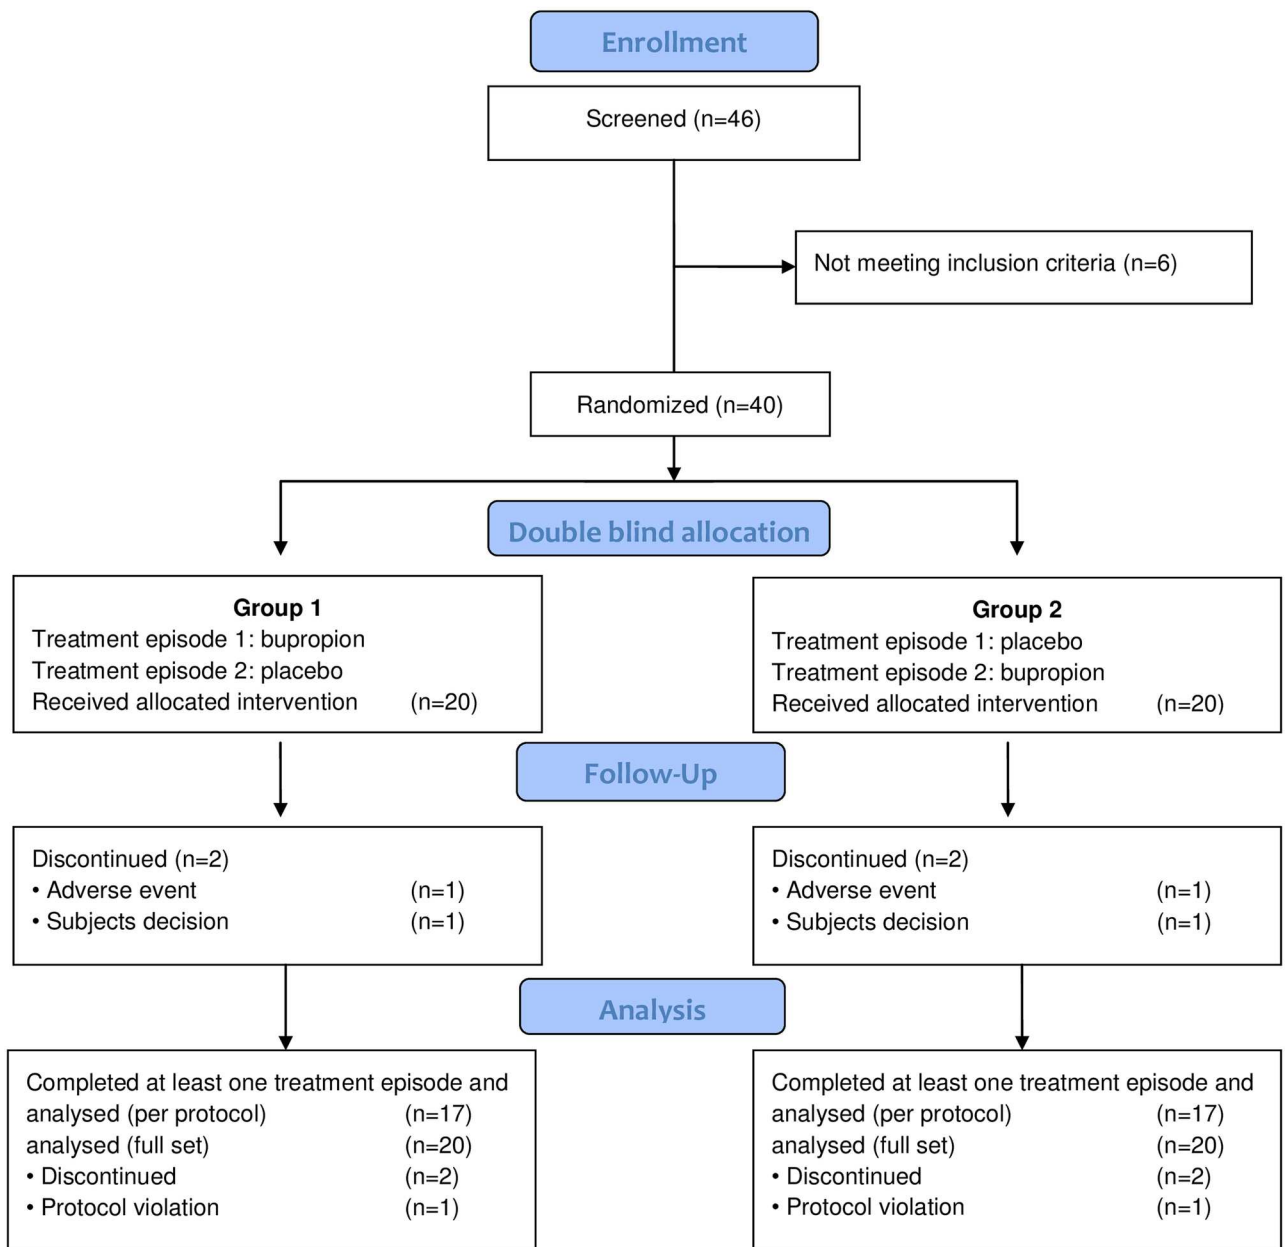 Enrollment
Screened (n=46)
Not meeting inclusion criteria (n=6)
Randomized (n=40)
Double blind allocation
Group 1
Treatment episode 1: bupropion
Treatment episode 2: placebo
Received allocated intervention (n=20)
Group 2
Treatment episode 1: placebo
Treatment episode 2: bupropion
Received allocated intervention (n=20)
Follow-Up
Discontinued (n=2)
• Adverse event (n=1)
• Subjects decision (n=1)
Discontinued (n=2)
• Adverse event (n=1)
• Subjects decision (n=1)
Analysis
Completed at least one treatment episode and
analysed (per protocol) (n=17)
analysed (full set) (n=20)
• Discontinued (n=2)
• Protocol violation (n=1)
Completed at least one treatment episode and
analysed (per protocol) (n=17)
analysed (full set) (n=20)
• Discontinued (n=2)
• Protocol violation (n=1)